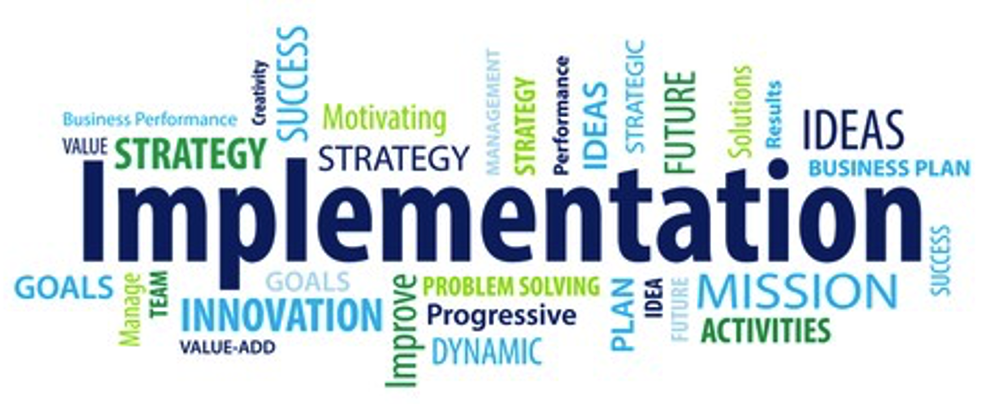 SUCCESS
Creativity
Business Performance
Motivating
MANAGEMENT
STRATEGY
Performance
IDEAS
STRATEGIC
FUTURE
Solutions
Results
IDEAS
VALUE
STRATEGY
STRATEGY
BUSINESS PLAN
Implementation
SUCCESS
GOALS
Manage
TEAM
GOALS
INNOVATION
VALUE-ADD
Improve
PROBLEM SOLVING
Progressive
DYNAMIC
PLAN
IDEA
FUTURE
MISSION
ACTIVITIES